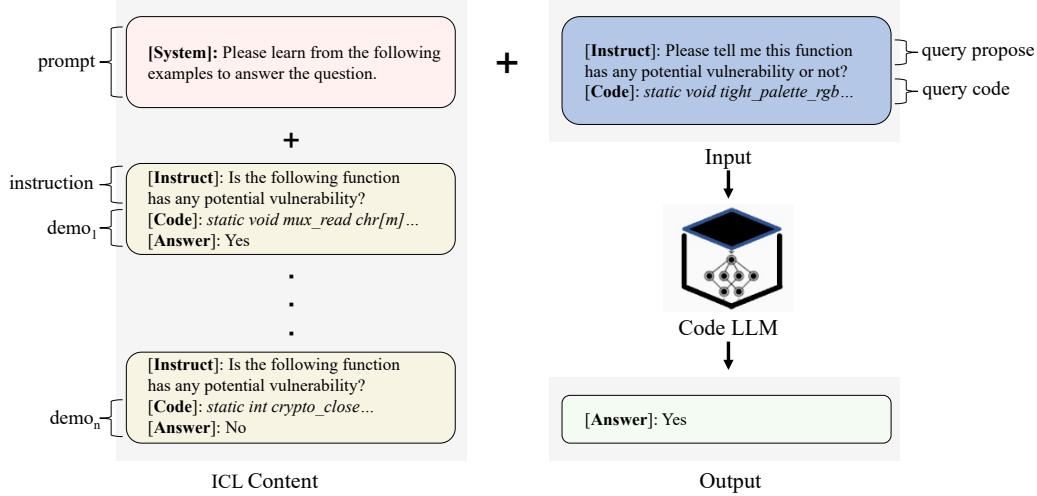 prompt
[System]: Please learn from the following
examples to answer the question.
+
instruction
[Instruct]: Is the following function
has any potential vulnerability?
demo1
[Code]: static void mux_read chr[m]…
[Answer]: Yes
.
.
.
[Instruct]: Is the following function
has any potential vulnerability?
demon
[Code]: static int crypto_close…
[Answer]: No
ICL Content
+
[Instruct]: Please tell me this function
has any potential vulnerability or not?
[Code]: static void tight_palette_rgb…
query propose
query code
Input
Code LLM
[Answer]: Yes
Output